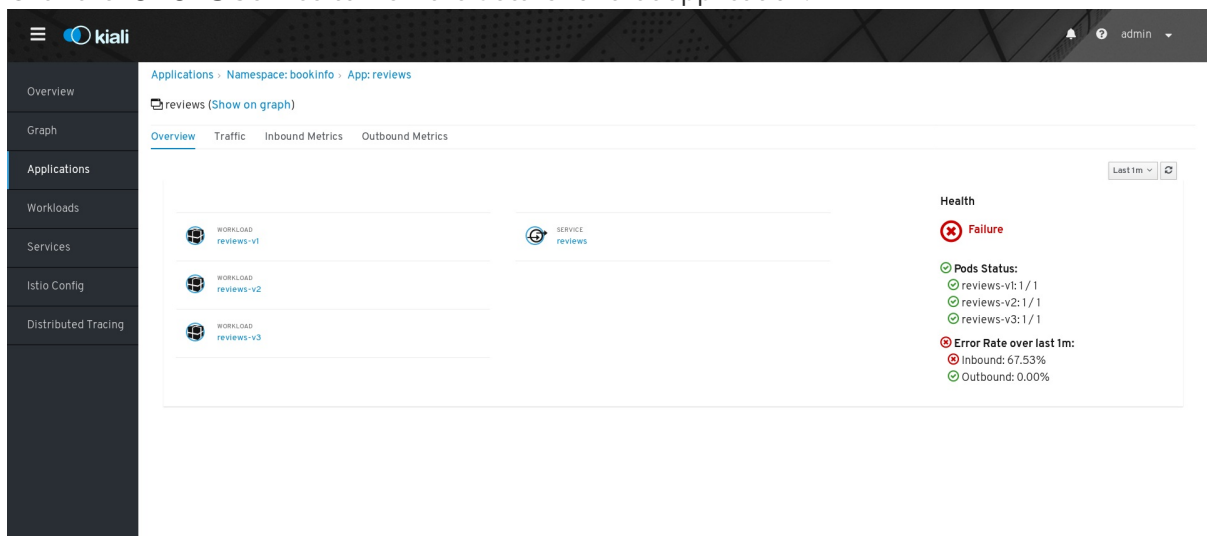 kiali
admin
Overview
Graph
Applications
Workloads
Services
Istio Config
Distributed Tracing
Applications › Namespace: bookinfo › App: reviews
reviews (Show on graph)
Overview Traffic Inbound Metrics Outbound Metrics
Last 1m
WORKLOAD
reviews-v1
WORKLOAD
reviews-v2
WORKLOAD
reviews-v3
SERVICE
reviews
Health
Failure
Pods Status:
reviews-v1: 1 / 1
reviews-v2: 1 / 1
reviews-v3: 1 / 1
Error Rate over last 1m:
Inbound: 67.53%
Outbound: 0.00%